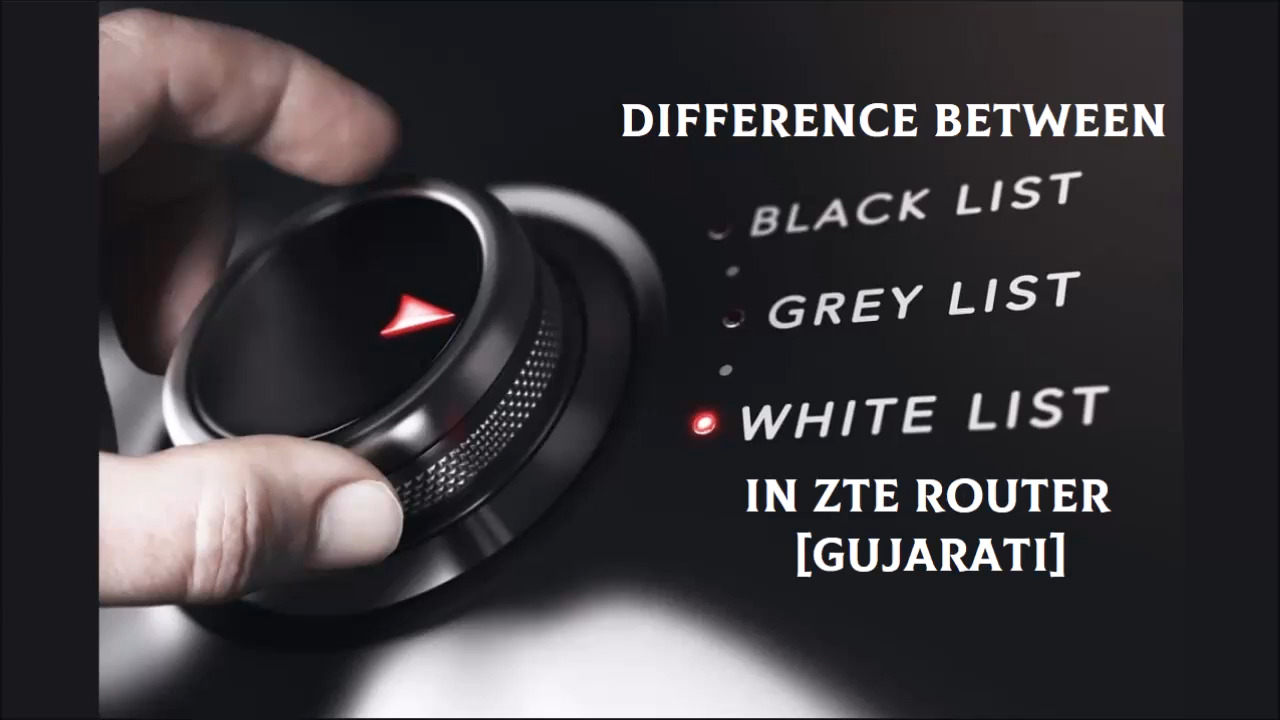 DIFFERENCE BETWEEN
BLACK LIST
GREY LIST
WHITE LIST
IN ZTE ROUTER
[GUJARATI]